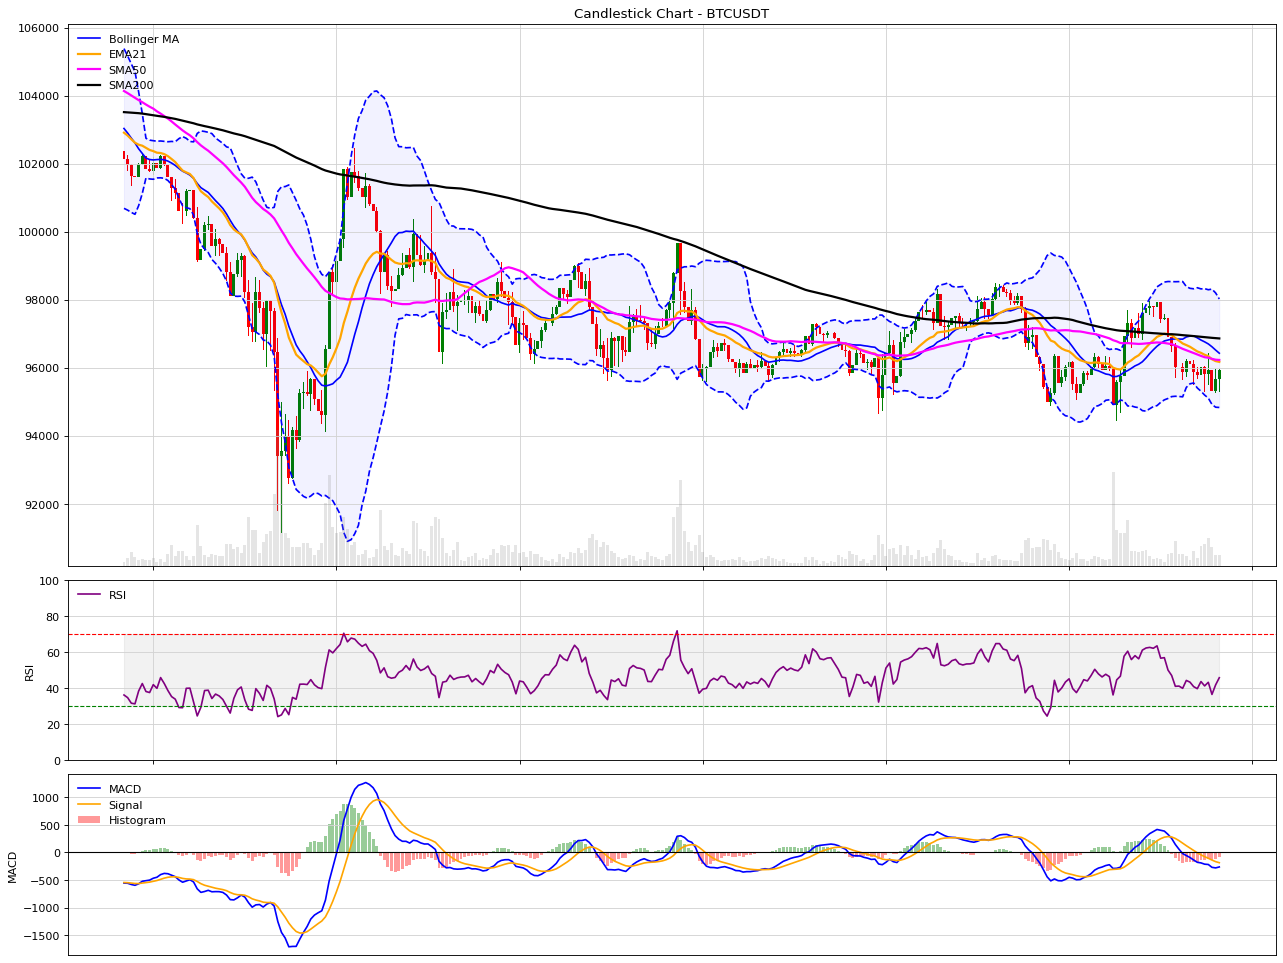 Candlestick Chart - BTCUSDT
106000
104000
102000
100000
98000
96000
94000
92000
Bollinger MA
EMA21
SMA50
SMA200
100
80
60
40
20
0
RSI
RSI
1000
500
0
−500
−1000
−1500
MACD
MACD
Signal
Histogram